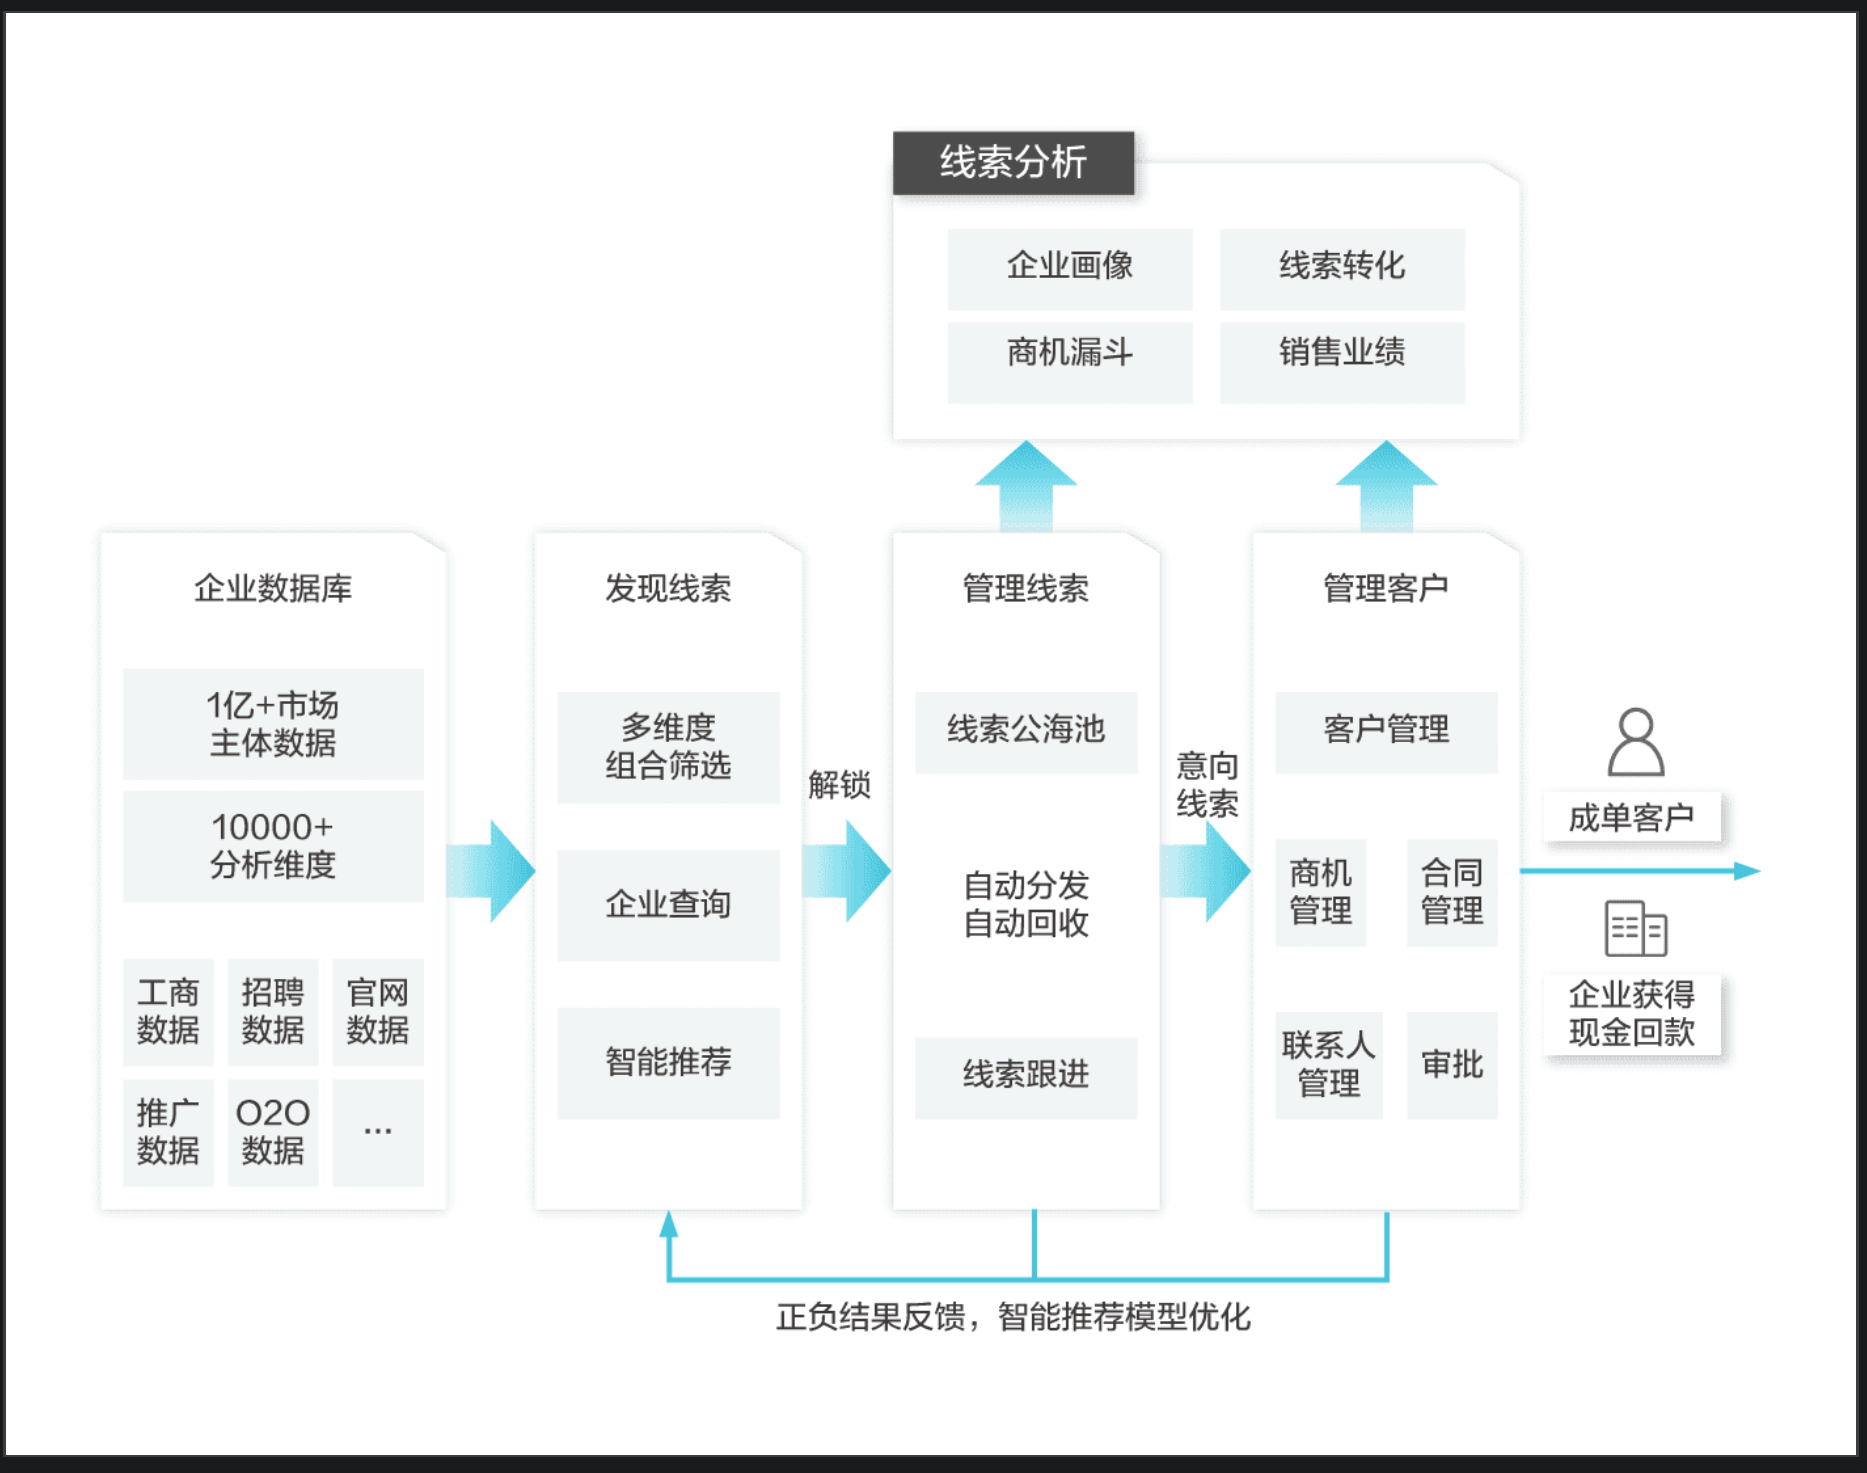 线索分析
企业画像
线索转化
商机漏斗
销售业绩
企业数据库
1亿+市场
主体数据
10000+
分析维度
工商
数据
招聘
数据
官网
数据
推广
数据
O2O
数据
...
发现线索
多维度
组合筛选
企业查询
智能推荐
解锁
管理线索
线索公海池
自动分发
自动回收
线索跟进
意向
线索
管理客户
客户管理
商机
管理
合同
管理
联系人
管理
审批
成单客户
企业获得
现金回款
正负结果反馈，智能推荐模型优化